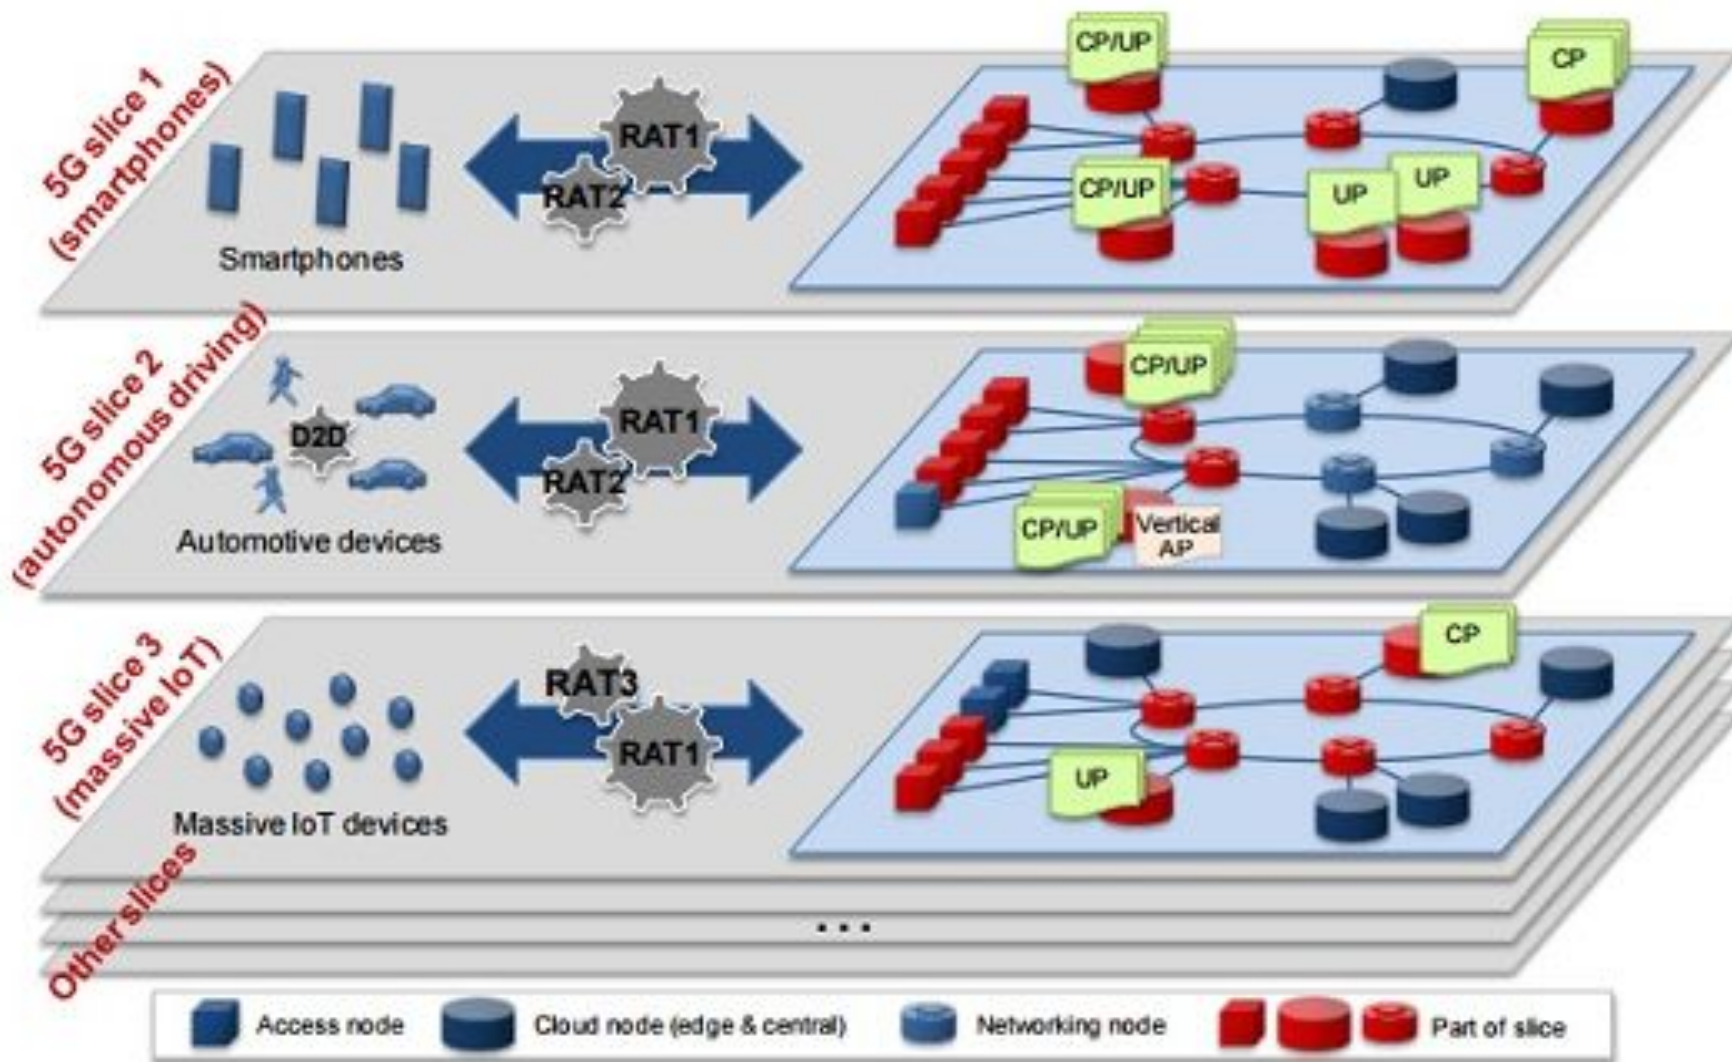 5G slice 1
(smartphones)
Smartphones
RAT1
RAT2
CP/UP
CP
CP/UP
UP
UP
5G slice 2
(autonomous driving)
D2D
Automotive devices
RAT1
RAT2
CP/UP
CP/UP
Vertical
AP
5G slice 3
(massive IoT)
Massive IoT devices
RAT3
RAT1
CP
UP
Other slices
...
Access node
Cloud node (edge & central)
Networking node
Part of slice